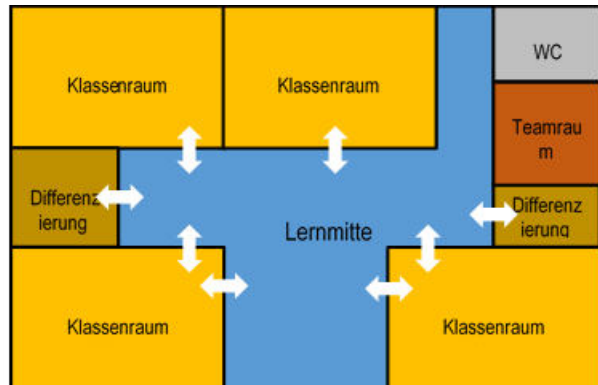 Klassenraum
Klassenraum
WC
Teamrau
m
Differenz
ierung
Differenz
ierung
Lernmitte
Klassenraum
Klassenraum